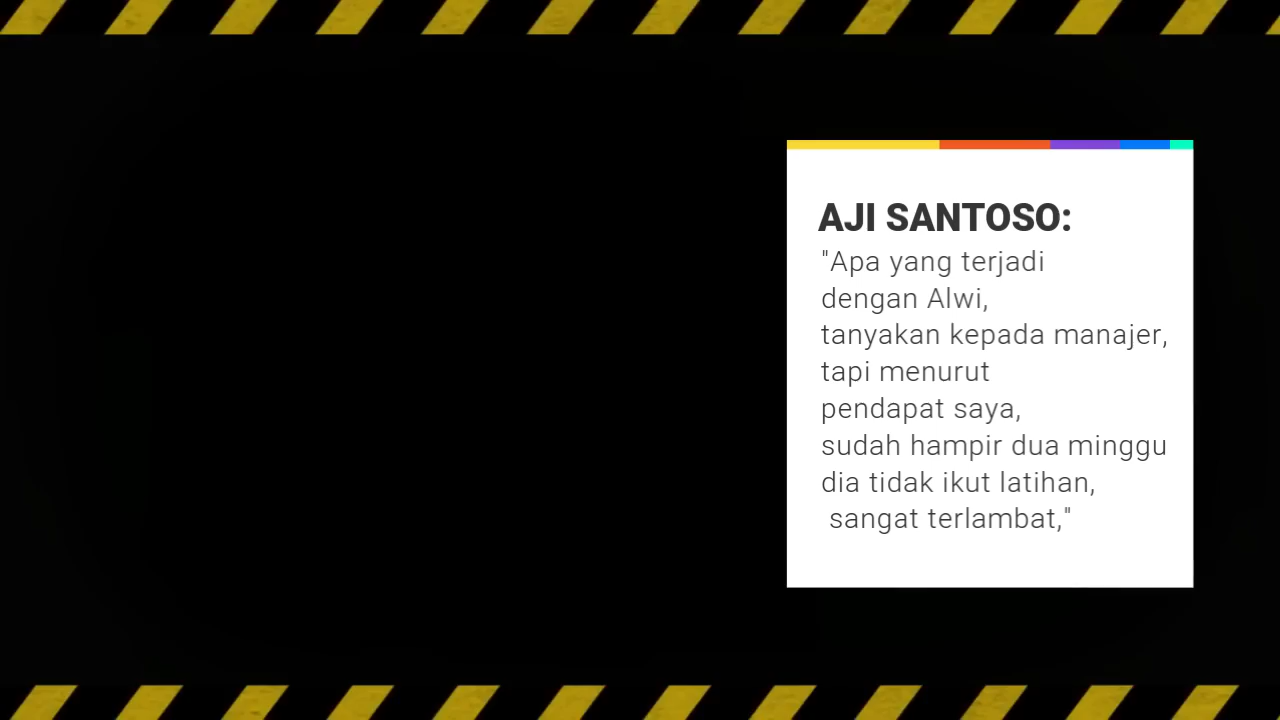 AJI SANTOSO:
"Apa yang terjadi
dengan Alwi,
tanyakan kepada manajer,
tapi menurut
pendapat saya,
sudah hampir dua minggu
dia tidak ikut latihan,
sangat terlambat,"